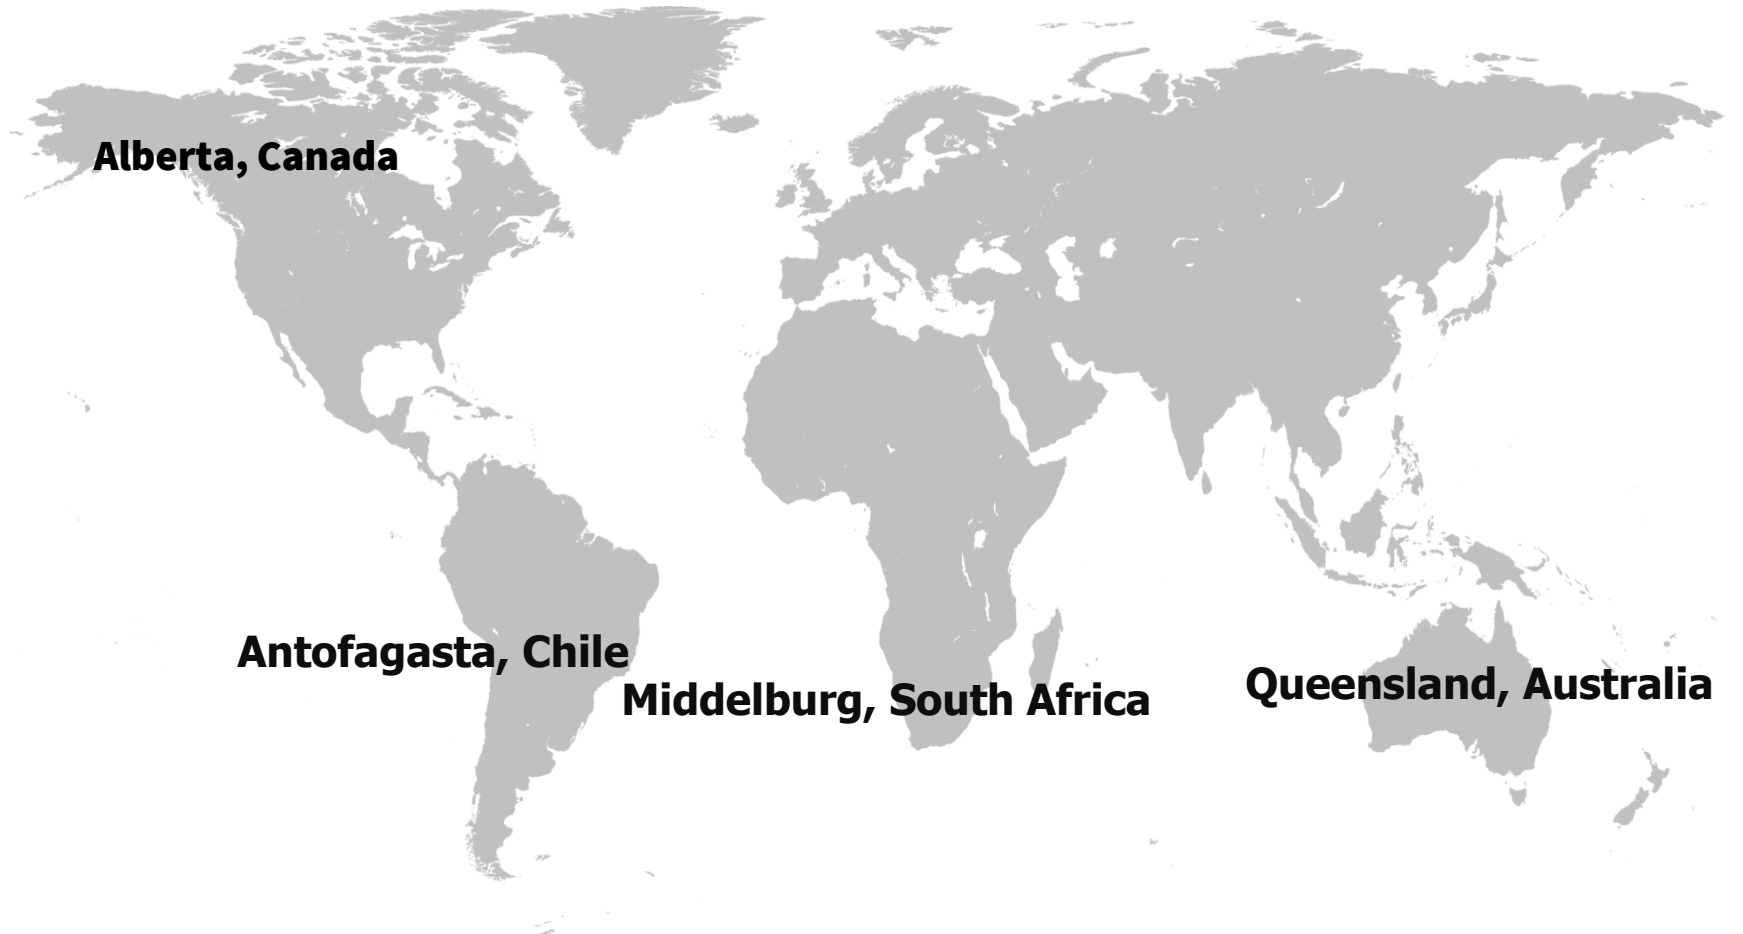 Alberta, Canada
Antofagasta, Chile
Middelburg, South Africa
Queensland, Australia